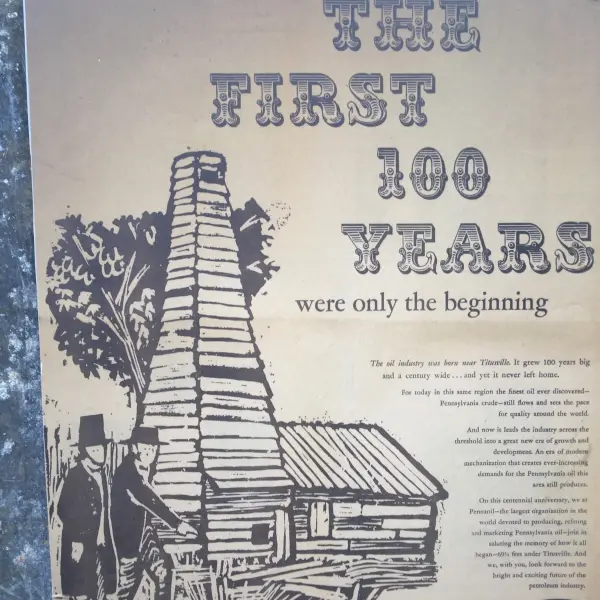 THE
FIRST
100
YEARS
were only the beginning
The oil industry was born near Titusville. It grew 100 years big
and a century wide . . . and yet it never left home.
For today in this same region the finest oil ever discovered—
Pennsylvania crude—still flows and sets the pace
for quality around the world.
And now it leads the industry across the
threshold into a great new era of growth and
development. An era of modern
mechanization that creates ever-increasing
demands for the Pennsylvania oil this
area still produces.
On this centennial anniversary, we at
Pennzoil—the largest organization in the
world devoted to producing, refining
and marketing Pennsylvania oil—join in
saluting the memory of how it all
began—69½ feet under Titusville. And
we, with you, look forward to the
bright and exciting future of the
petroleum industry.